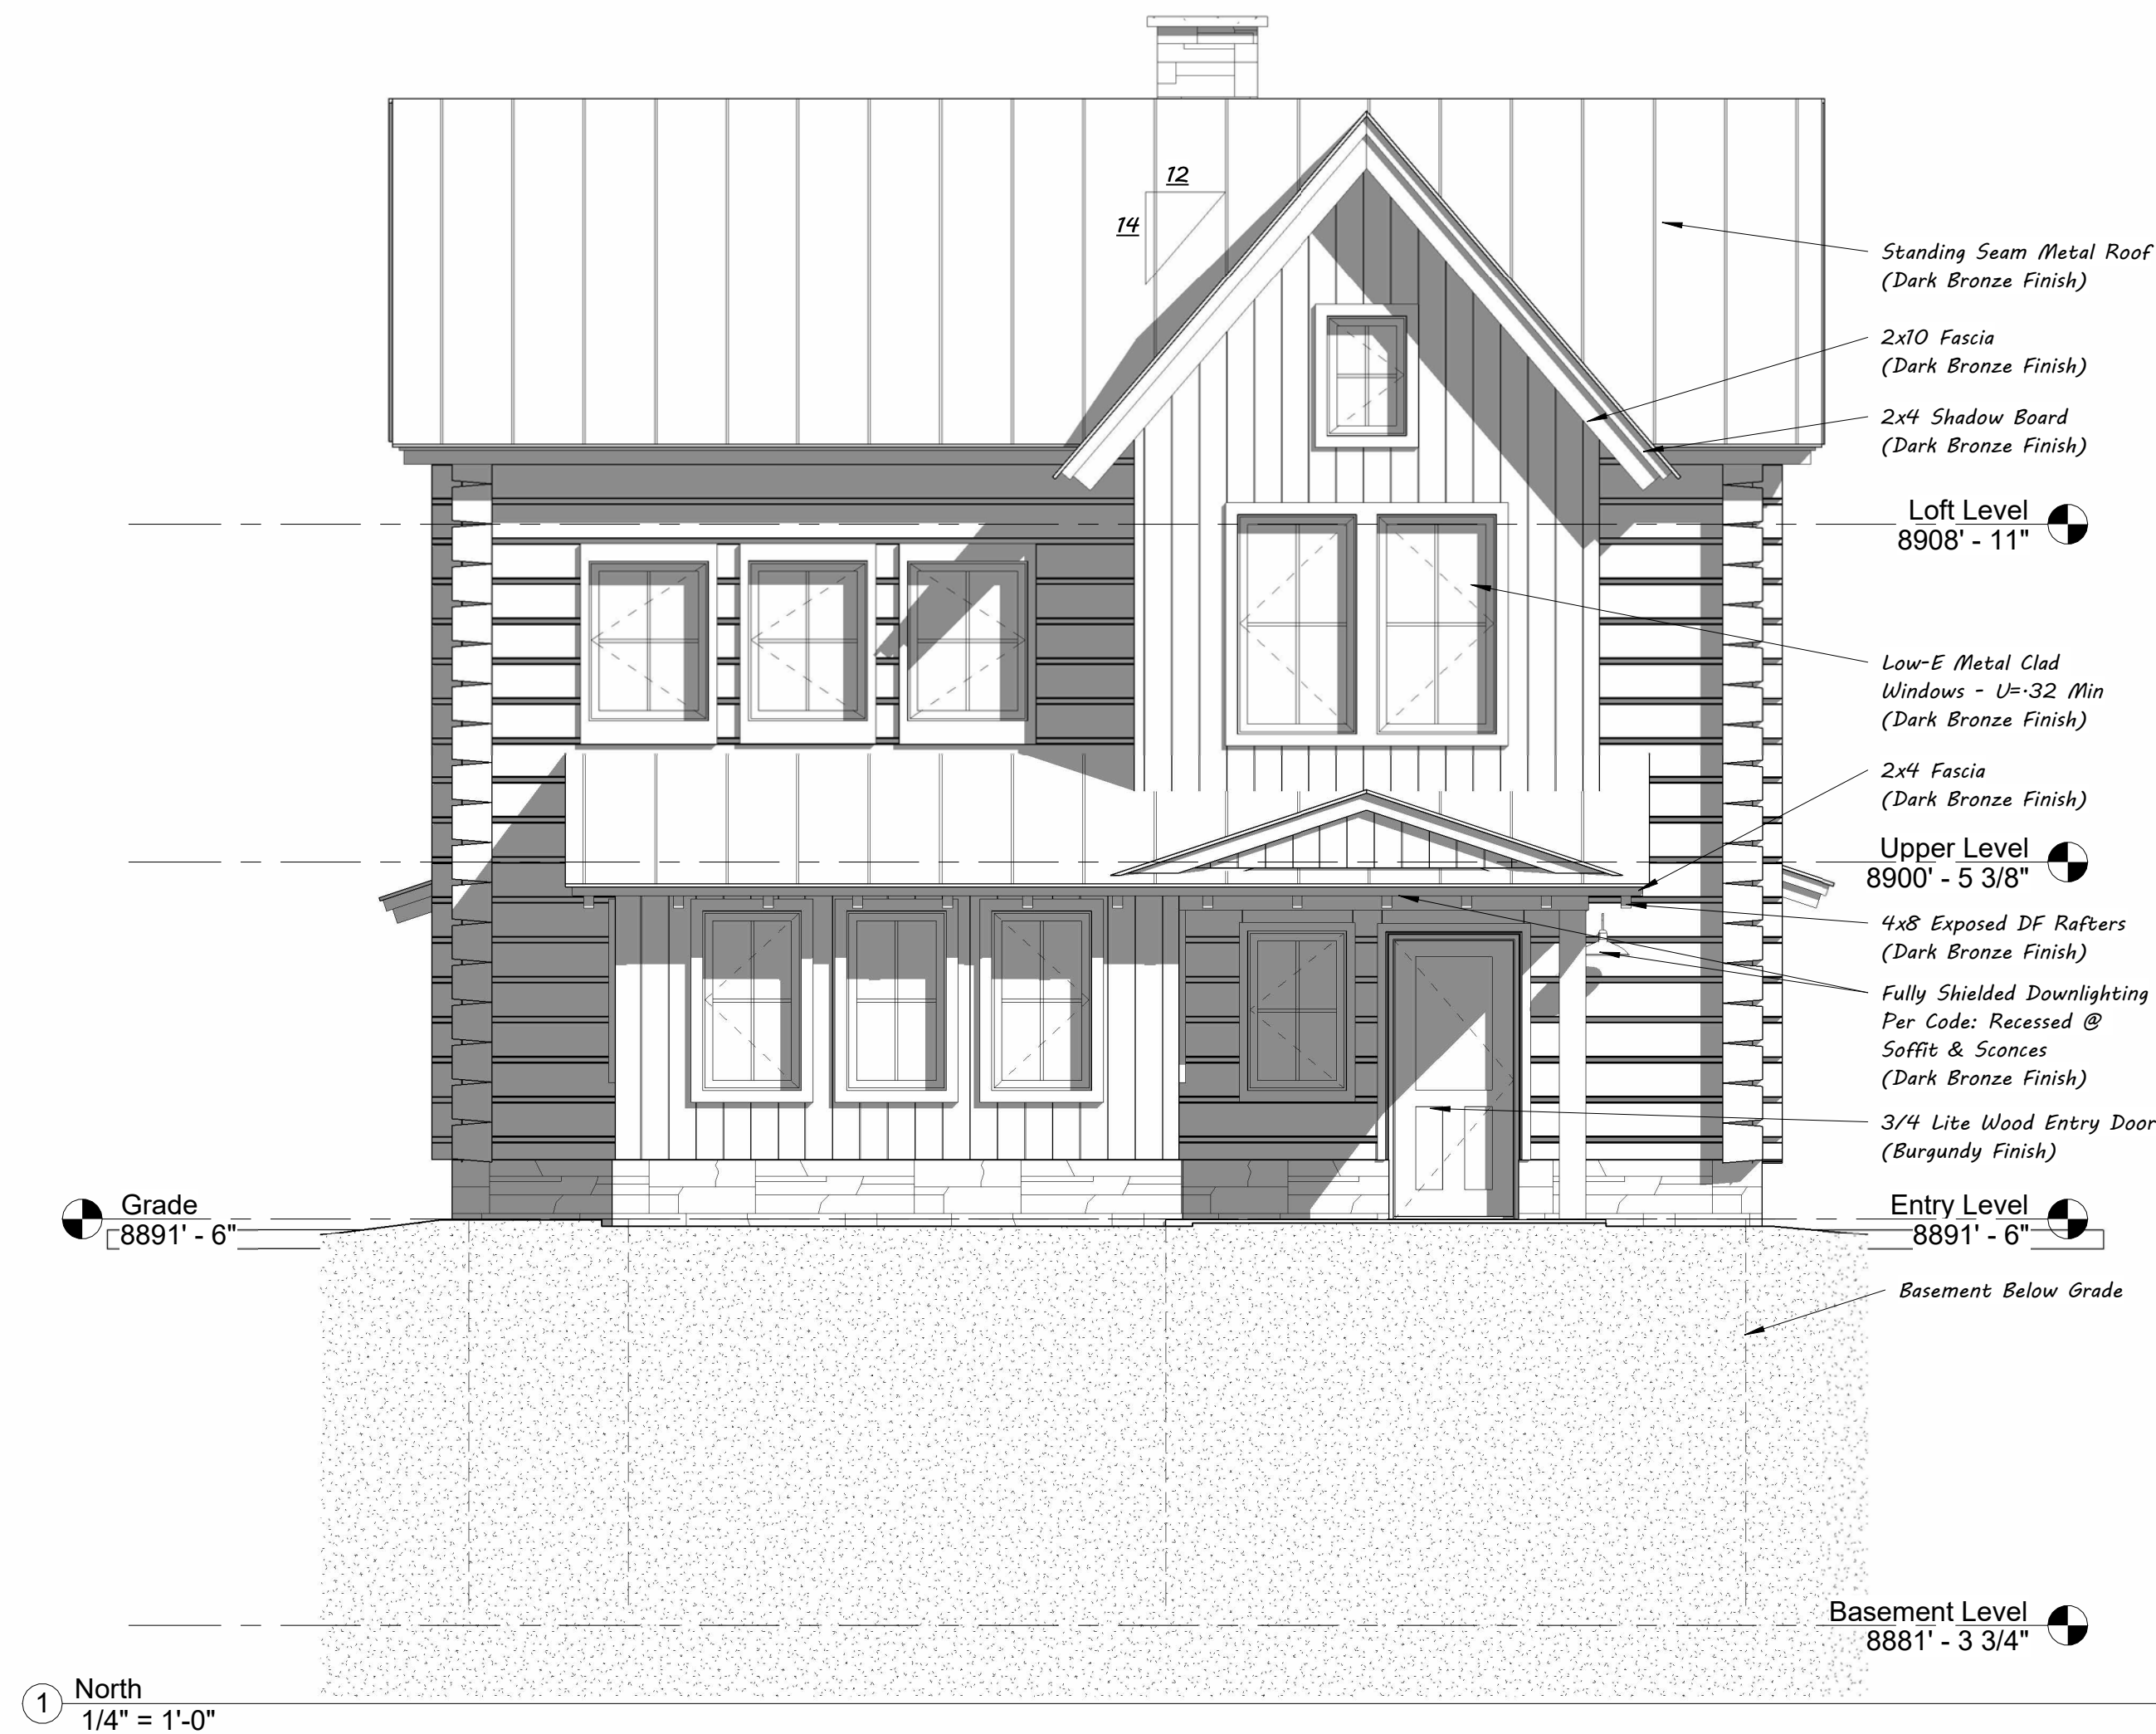 12
14
Standing Seam Metal Roof
(Dark Bronze Finish)
2x10 Fascia
(Dark Bronze Finish)
2x4 Shadow Board
(Dark Bronze Finish)
Loft Level
8908' - 11"
Low-E Metal Clad
Windows - U=.32 Min
(Dark Bronze Finish)
2x4 Fascia
(Dark Bronze Finish)
Upper Level
8900' - 5 3/8"
4x8 Exposed DF Rafters
(Dark Bronze Finish)
Fully Shielded Downlighting
Per Code: Recessed @
Soffit & Sconces
(Dark Bronze Finish)
3/4 Lite Wood Entry Door
(Burgundy Finish)
Grade
8891' - 6"
Entry Level
8891' - 6"
Basement Below Grade
Basement Level
8881' - 3 3/4"
1 North
1/4" = 1'-0"